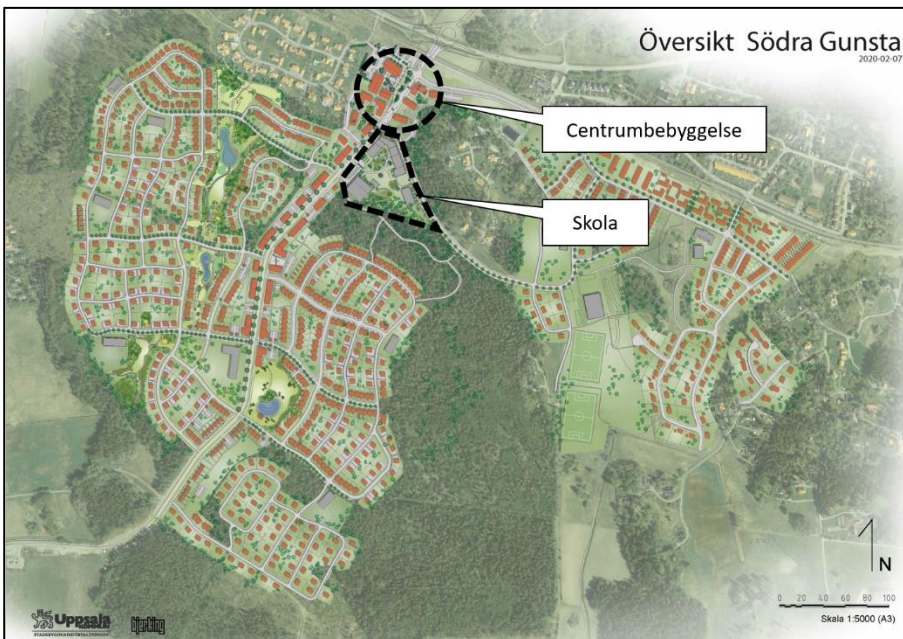 Översikt Södra Gunsta
2020-02-07
Centrumbebyggelse
Skola
N
0 20 40 60 80 100
Skala 1:5000 (A3)
Uppsala
bjerking